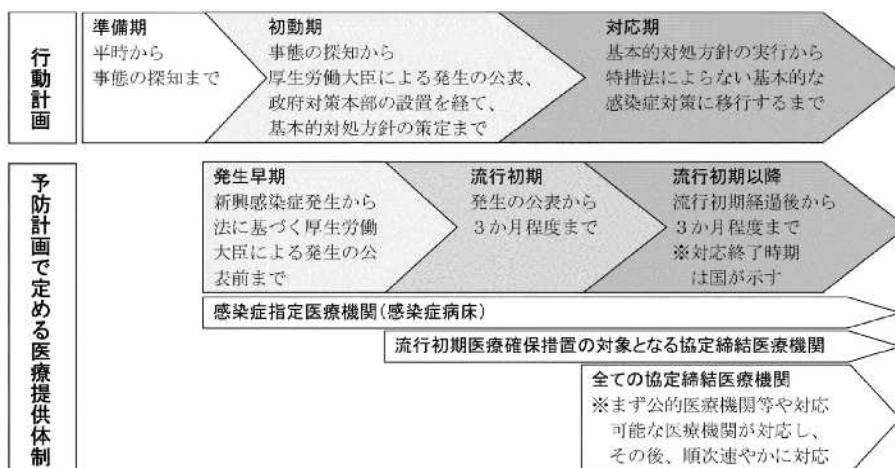 行動計画
準備期
平時から
事態の探知まで
初動期
事態の探知から
厚生労働大臣による発生の公表、
政府対策本部の設置を経て、
基本的対処方針の策定まで
対応期
基本的対処方針の実行から
特措法によらない基本的な
感染症対策に移行するまで
予防計画で定める医療提供体制
発生早期
新興感染症発生から
法に基づく厚生労働
大臣による発生の公
表前まで
流行初期
発生の公表から
３か月程度まで
流行初期以降
流行初期経過後から
３か月程度まで
※対応終了時期
は国が示す
感染症指定医療機関(感染症病床)
流行初期医療確保措置の対象となる協定締結医療機関
全ての協定締結医療機関
※まず公的医療機関等や対応
可能な医療機関が対応し、
その後、順次速やかに対応